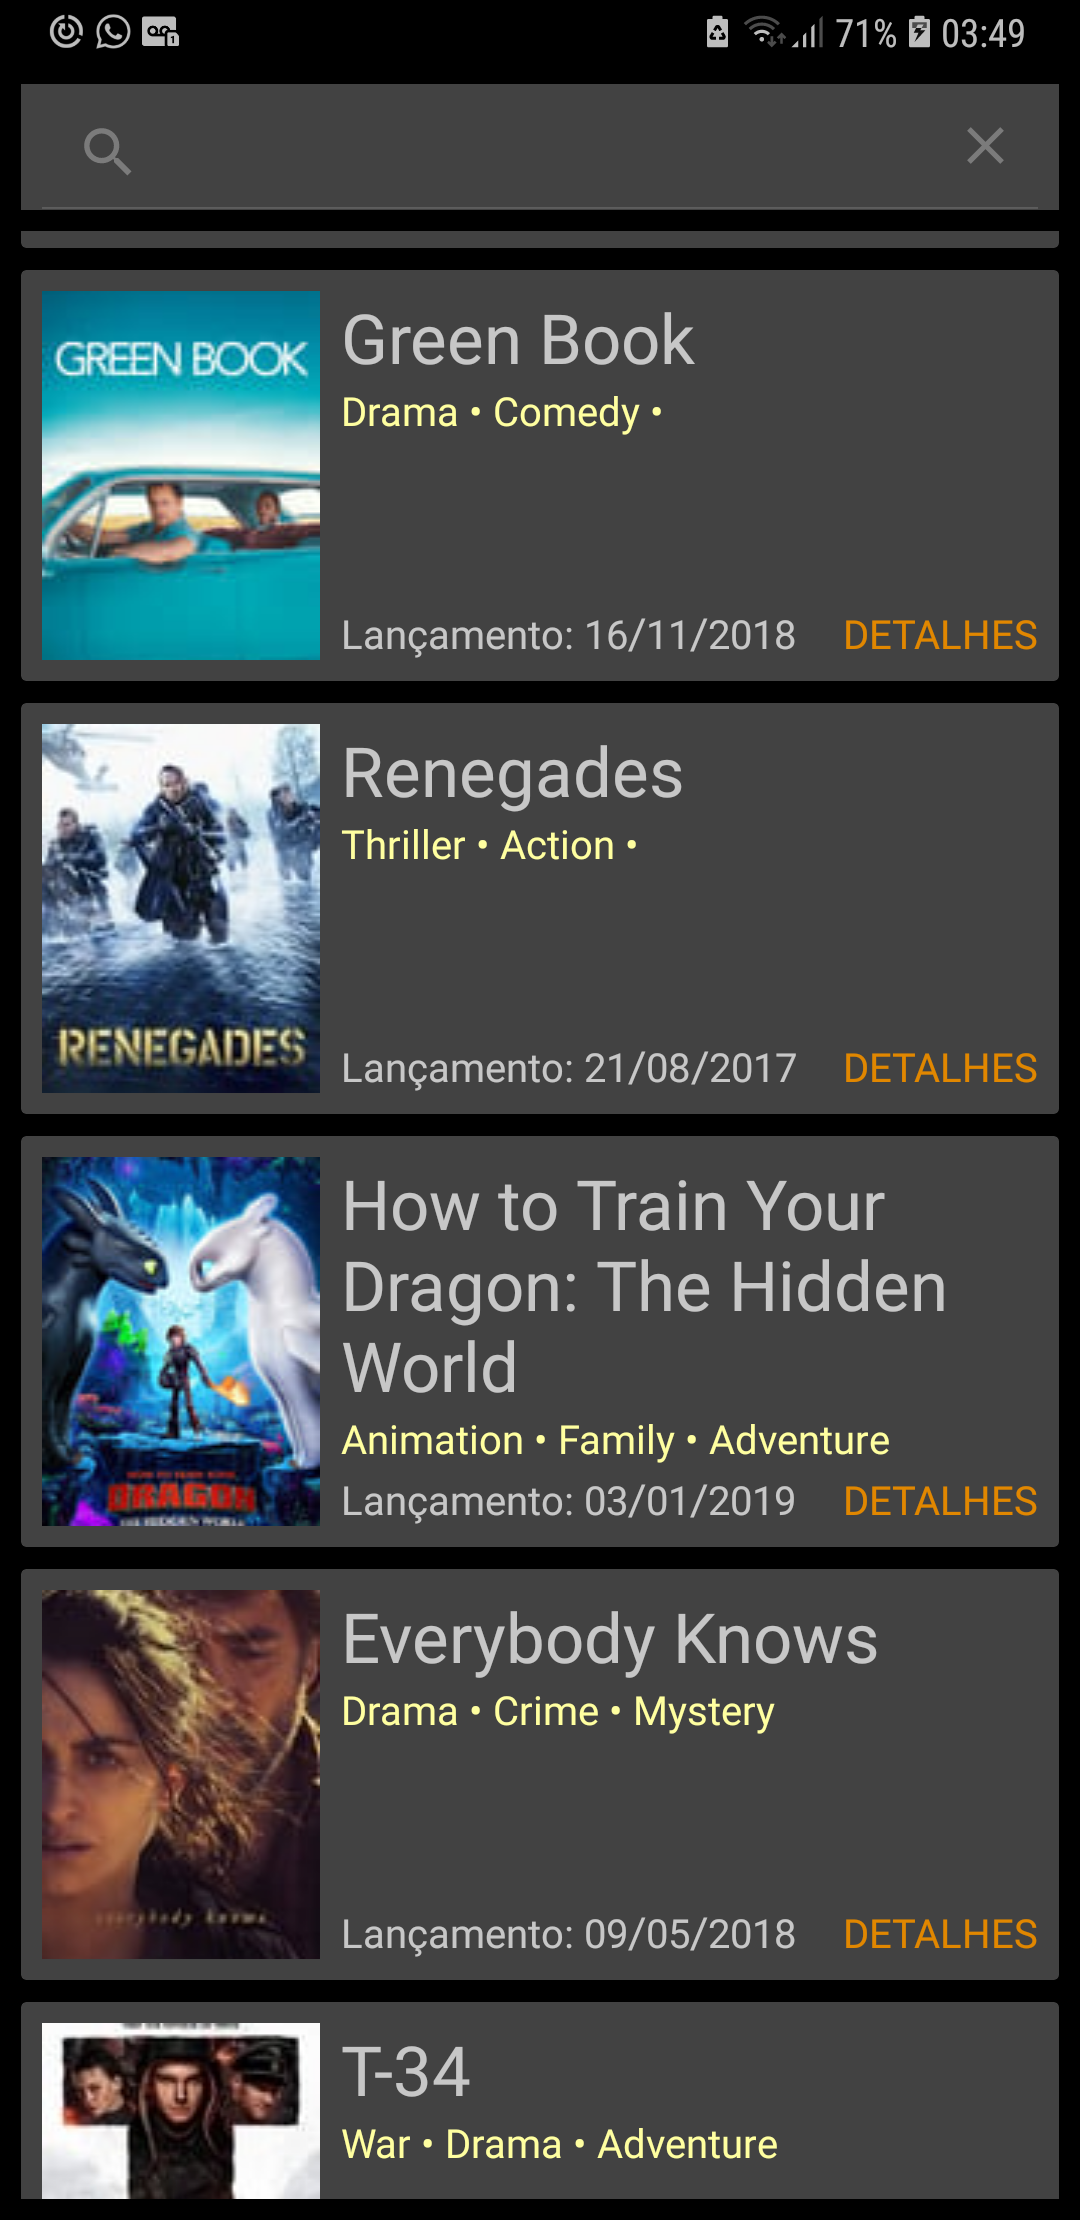 71% 03:49
GREEN BOOK
Green Book
Drama • Comedy •
Lançamento: 16/11/2018 DETALHES
RENEGADES
Renegades
Thriller • Action •
Lançamento: 21/08/2017 DETALHES
How to Train Your
Dragon: The Hidden
World
Animation • Family • Adventure
DRAGON
Lançamento: 03/01/2019 DETALHES
Everybody Knows
Drama • Crime • Mystery
everybody knows
Lançamento: 09/05/2018 DETALHES
T-34
War • Drama • Adventure